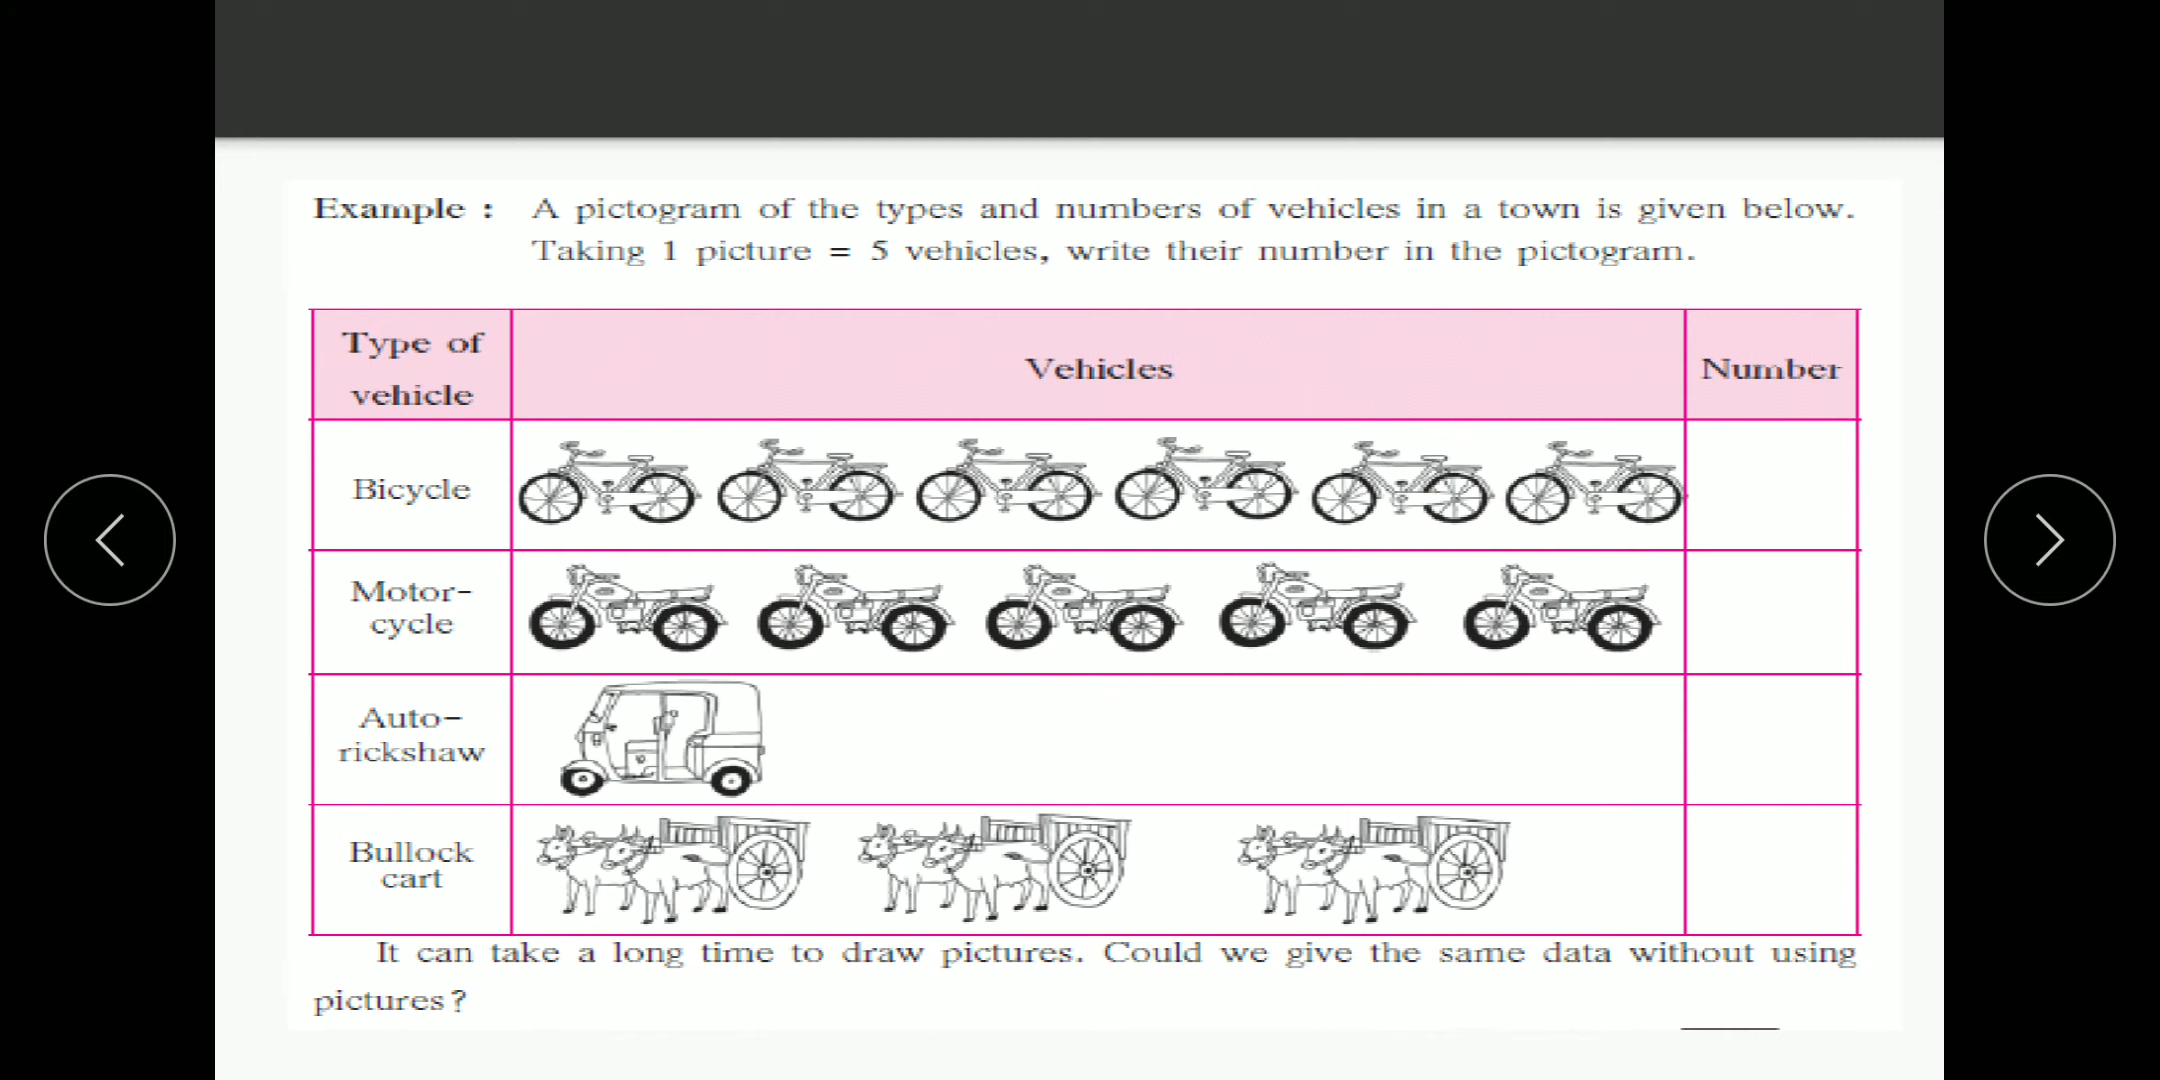 Example : A pictogram of the types and numbers of vehicles in a town is given below.
Taking 1 picture = 5 vehicles, write their number in the pictogram.
Type of vehicle Vehicles Number
Bicycle
Motor-
cycle
Auto-
rickshaw
Bullock
cart
It can take a long time to draw pictures. Could we give the same data without using
pictures?